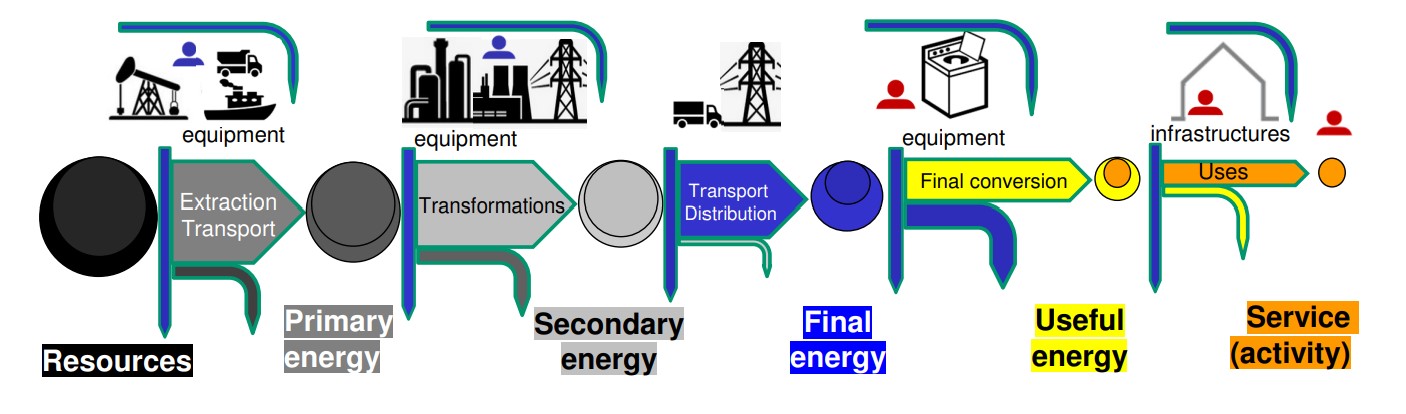 equipment
equipment
equipment
infrastructures
Extraction
Transport
Transformations
Transport
Distribution
Final conversion
Uses
Resources
Primary
energy
Secondary
energy
Final
energy
Useful
energy
Service
(activity)